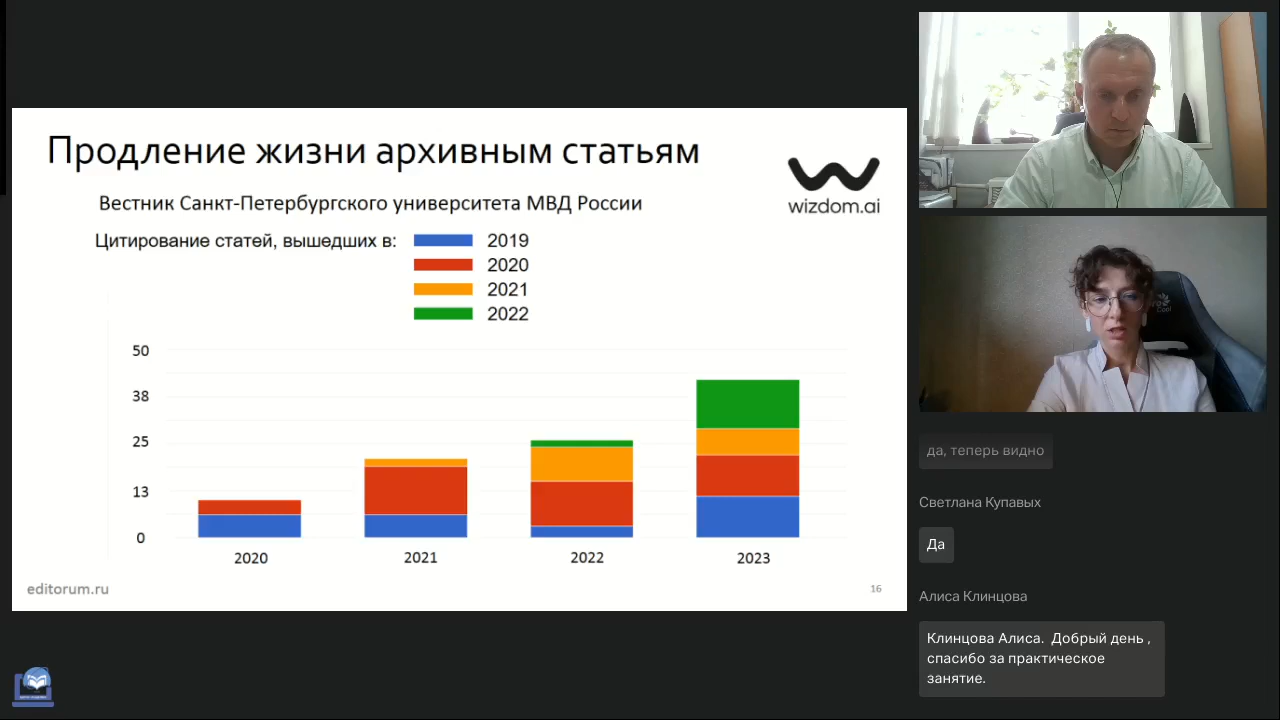 Продление жизни архивным статьям
wizdom.ai
Вестник Санкт-Петербургского университета МВД России
Цитирование статей, вышедших в:
2019
2020
2021
2022
50
38
25
13
0
2020
2021
2022
2023
editorum.ru
16
да, теперь видно
Светлана Купавых
Да
Алиса Клинцова
Клинцова Алиса. Добрый день ,
спасибо за практическое
занятие.